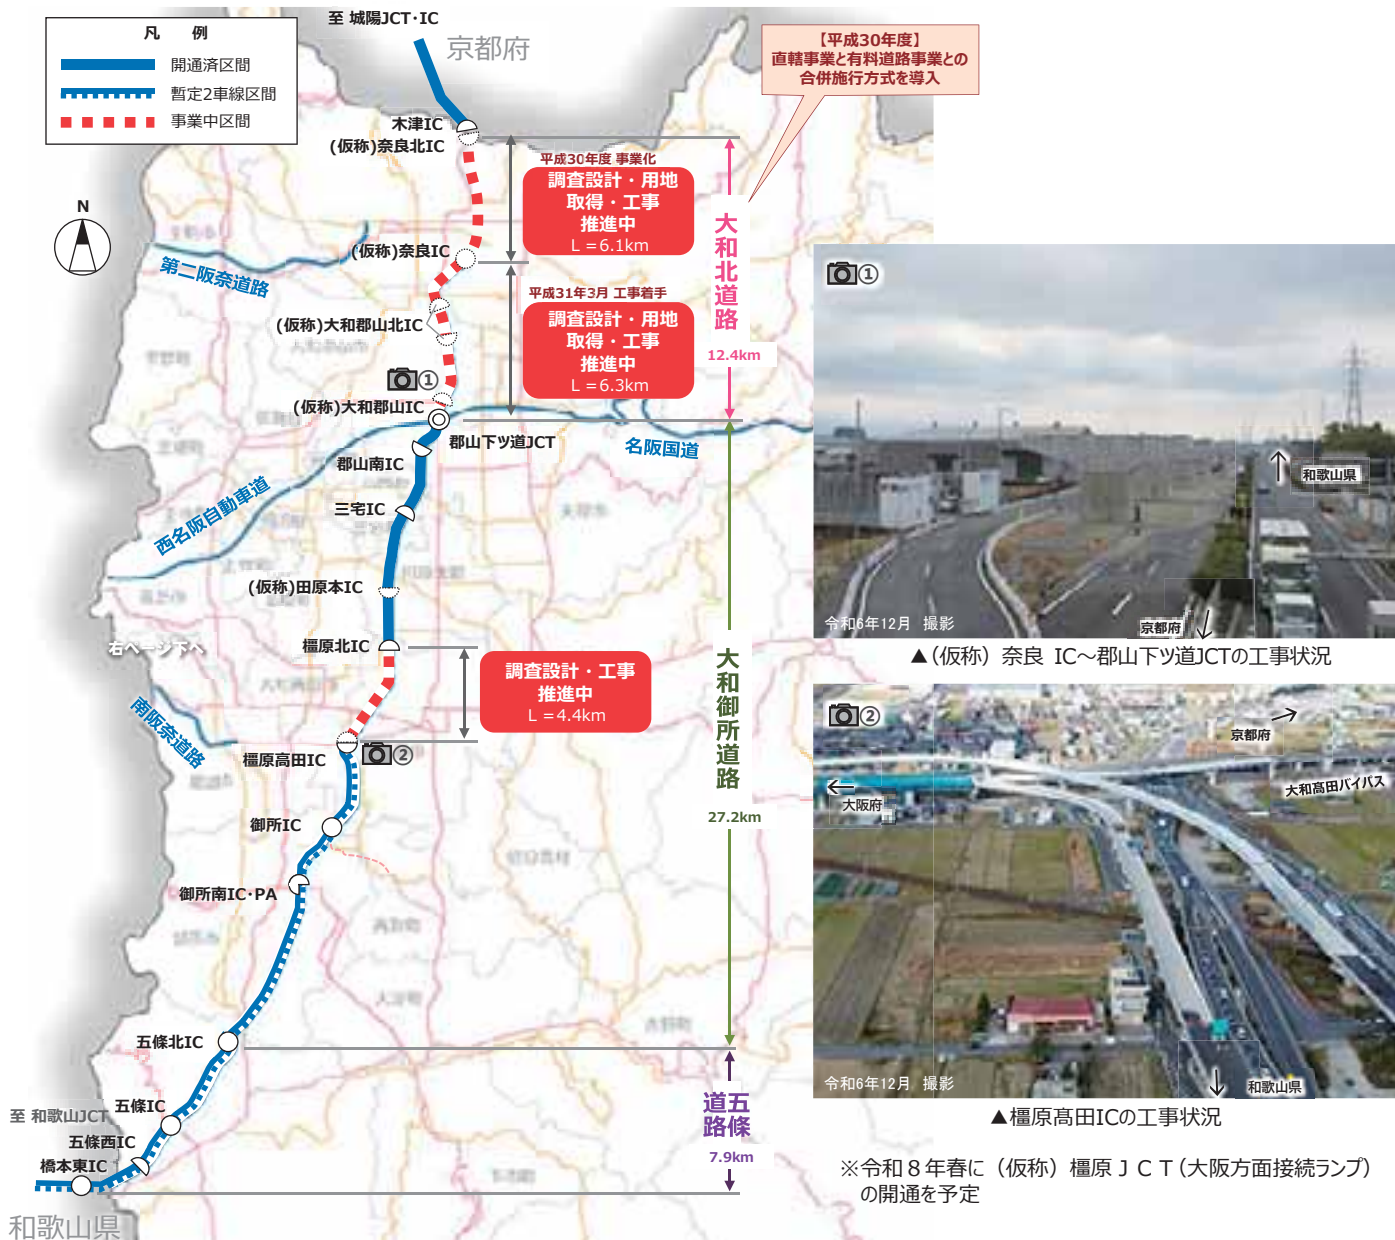 至 城陽JCT・IC
京都府
凡 例
開通済区間
暫定2車線区間
事業中区間
【平成30年度】
直轄事業と有料道路事業との
合併施行方式を導入
木津IC
(仮称)奈良北IC
平成30年度 事業化
調査設計・用地
取得・工事
推進中
L=6.1km
N
(仮称)奈良IC
第二阪奈道路
大和北道路
12.4km
平成31年3月 工事着手
調査設計・用地
取得・工事
推進中
L=6.3km
(仮称)大和郡山北IC
①
(仮称)大和郡山IC
郡山下ツ道JCT
名阪国道
郡山南IC
西名阪自動車道
三宅IC
(仮称)田原本IC
橿原北IC
右ページ下へ
調査設計・工事
推進中
L=4.4km
大和御所道路
27.2km
南阪奈道路
橿原高田IC
②
御所IC
御所南IC・PA
五條北IC
五條IC
至 和歌山JCT
五條西IC
橋本東IC
五條道路
7.9km
和歌山県
①
和歌山県
京都府
令和6年12月 撮影
▲(仮称) 奈良 IC～郡山下ツ道JCTの工事状況
②
京都府
大阪府
大和高田バイパス
和歌山県
令和6年12月 撮影
▲橿原髙田ICの工事状況
※令和8年春に (仮称) 橿原JCT(大阪方面接続ランプ)
の開通を予定